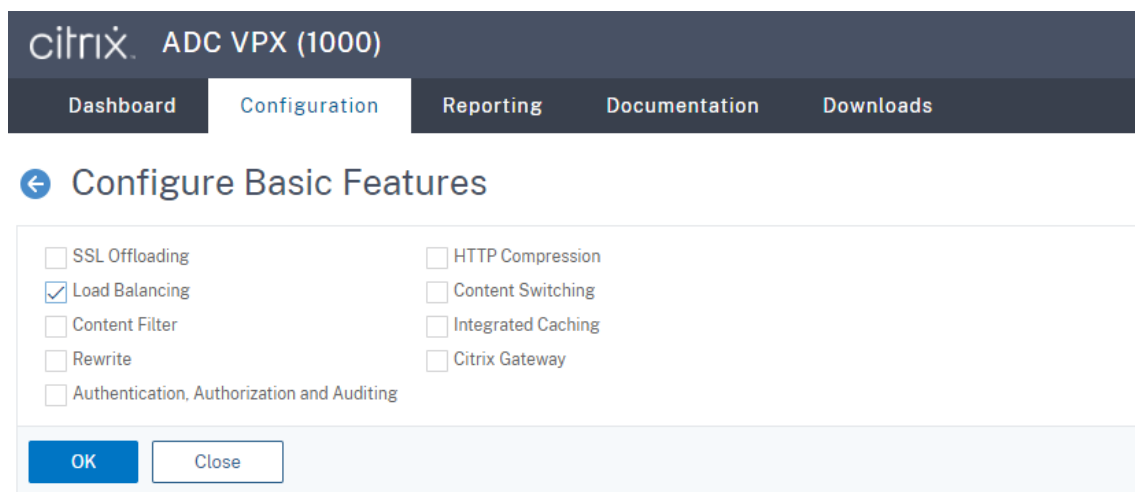 citrix. ADC VPX (1000)
Dashboard Configuration Reporting Documentation Downloads
Configure Basic Features
SSL Offloading HTTP Compression
Load Balancing Content Switching
Content Filter Integrated Caching
Rewrite Citrix Gateway
Authentication, Authorization and Auditing
OK Close